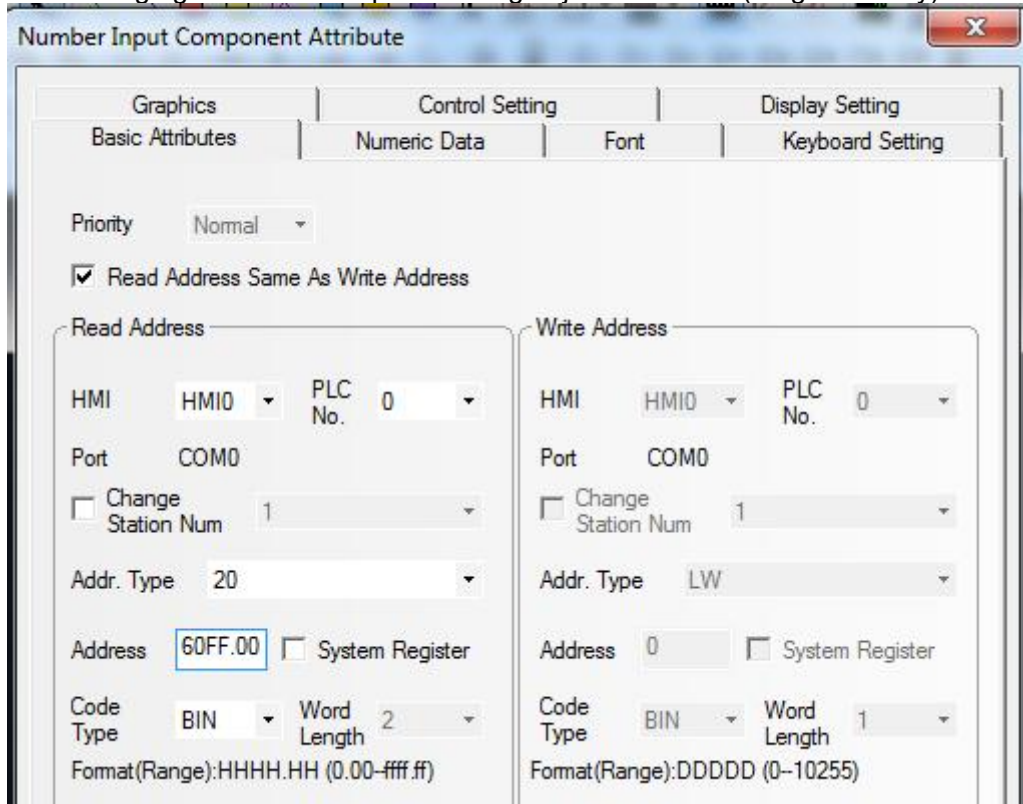 Number Input Component Attribute
Graphics Control Setting Display Setting
Basic Attributes Numeric Data Font Keyboard Setting
Priority Normal
Read Address Same As Write Address
Read Address
HMI HMI0 PLC No. 0
Port COM0
Change Station Num 1
Addr. Type 20
Address 60FF.00 System Register
Code Type BIN Word Length 2
Format(Range):HHHH.HH (0.00--ffff.ff)
Write Address
HMI HMI0 PLC No. 0
Port COM0
Change Station Num 1
Addr. Type LW
Address 0 System Register
Code Type BIN Word Length 1
Format(Range):DDDDD (0--10255)